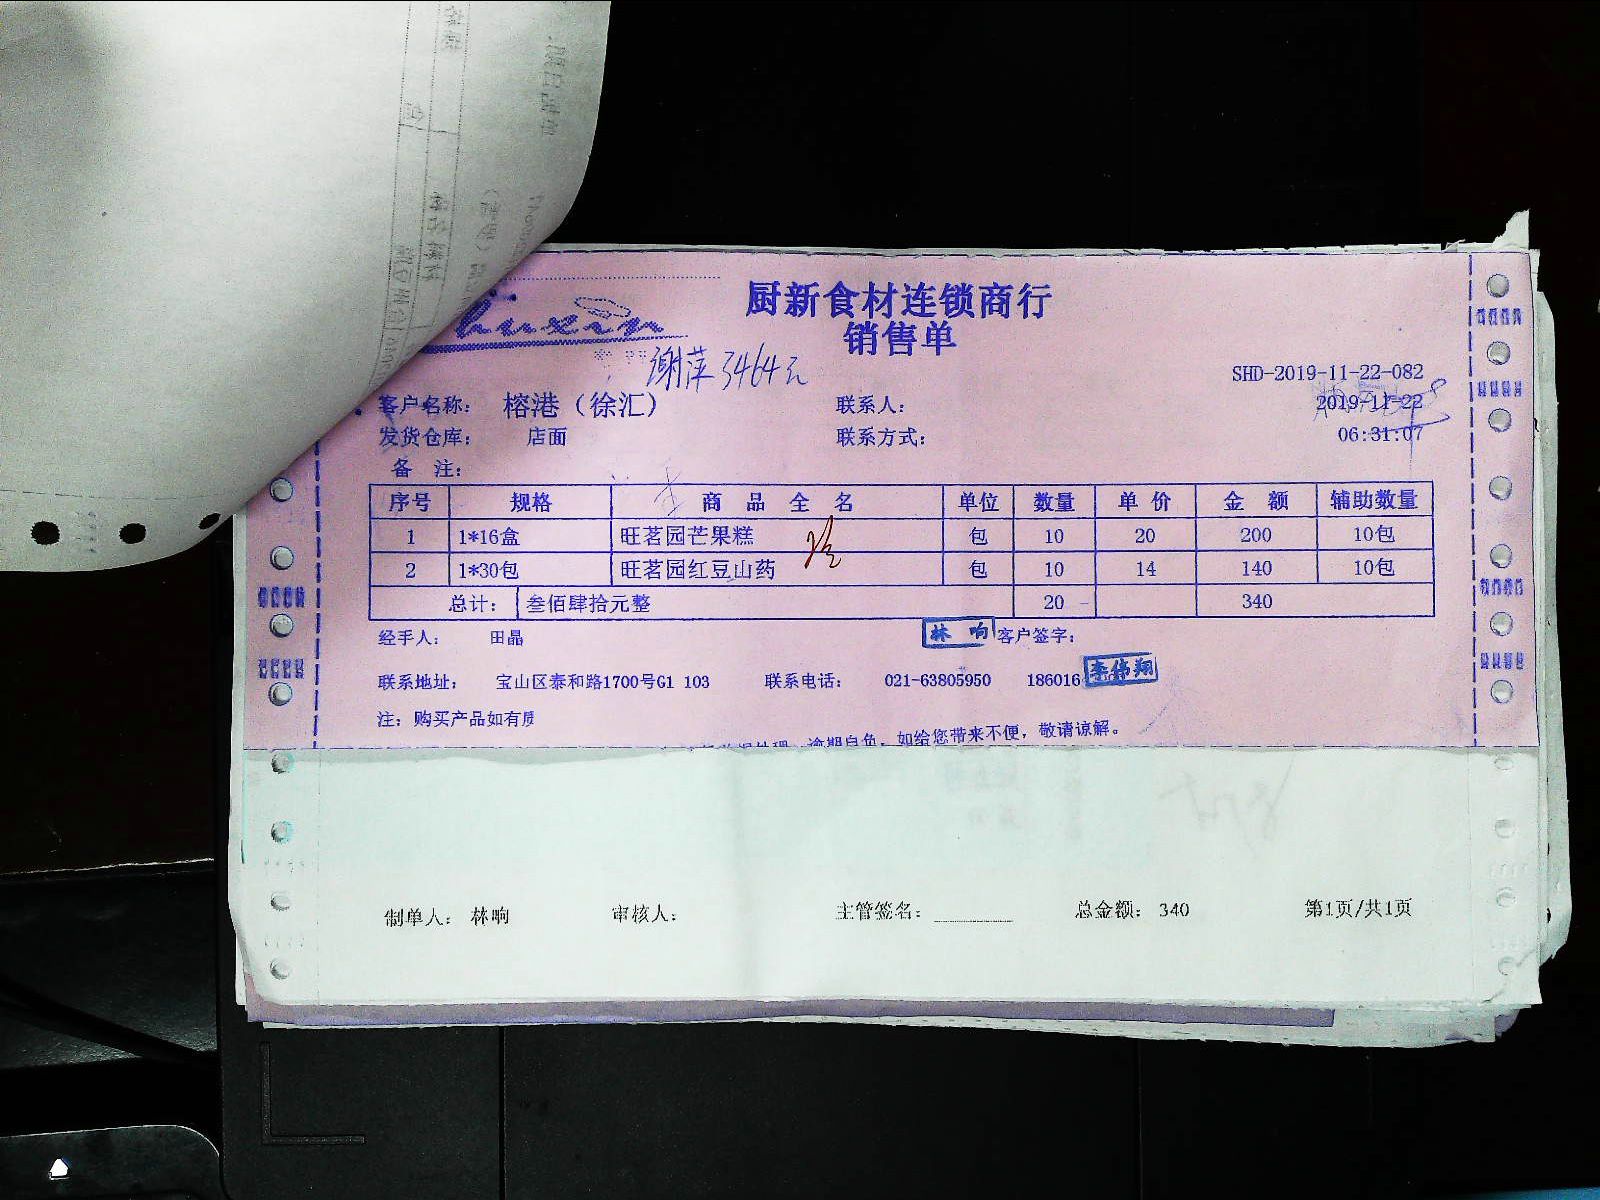 huxin
厨新食材连锁商行
销售单
谢萍3464元
SHD-2019-11-22-082
客户名称： 榕港（徐汇） 联系人： 2019-11-22
发货仓库： 店面 联系方式： 06:31:07
备 注：
序号 规格 商 品 全 名 单位 数量 单 价 金 额 辅助数量
1 1*16盒 旺茗园芒果糕 包 10 20 200 10包
2 1*30包 旺茗园红豆山药 包 10 14 140 10包
总计： 叁佰肆拾元整 20 340
经手人： 田晶 林 响 客户签字：
联系地址： 宝山区泰和路1700号G1 103 联系电话： 021-63805950 186016 李伟翔
注：购买产品如有质
逾期自负，如给您带来不便，敬请谅解。
制单人： 林响 审核人： 主管签名： 总金额： 340 第1页/共1页